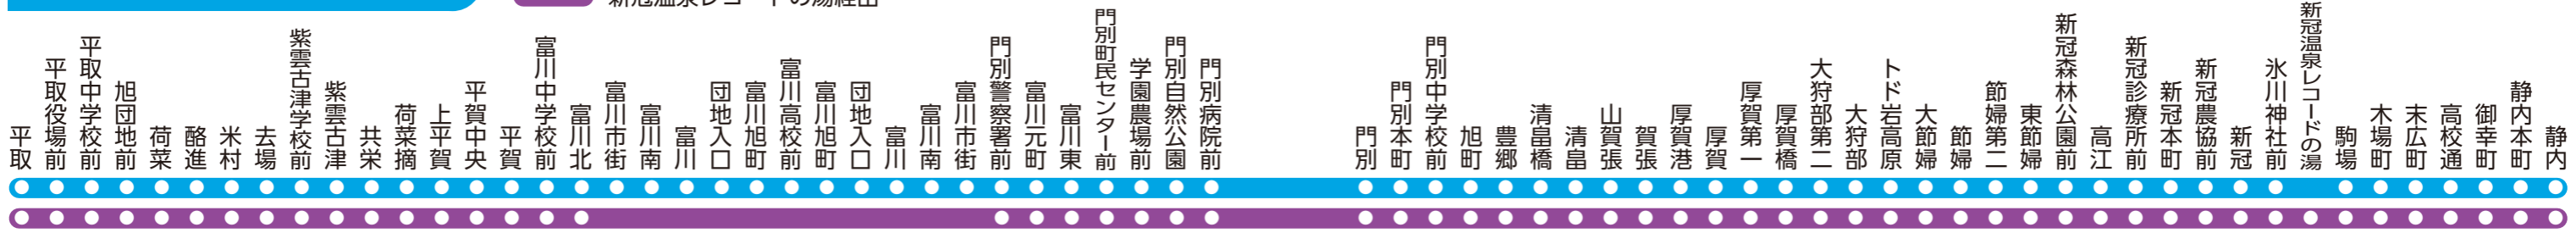 新冠温泉レコードの湯経由
平取
平取役場前
平取中学校前
旭団地前
荷菜
酪進
米村
去場
紫雲古津学校前
紫雲古津
共栄
荷菜摘
上平賀
平賀中央
平賀
富川中学校前
富川北
富川市街
富川南
富川
団地入口
富川旭町
富川高校前
富川旭町
団地入口
富川
富川南
富川市街
門別警察署前
富川元町
富川東
門別町民センター前
学園農場前
門別自然公園
門別病院前
門別
門別本町
門別中学校前
旭町
豊郷
清畠橋
清畠
山賀張
賀張
厚賀港
厚賀
厚賀第一
厚賀橋
大狩部第二
大狩部
トド岩高原
大節婦
節婦
節婦第二
東節婦
新冠森林公園前
高江
新冠診療所前
新冠本町
新冠農協前
新冠
氷川神社前
新冠温泉レコードの湯
駒場
木場町
末広町
高校通
御幸町
静内本町
静内